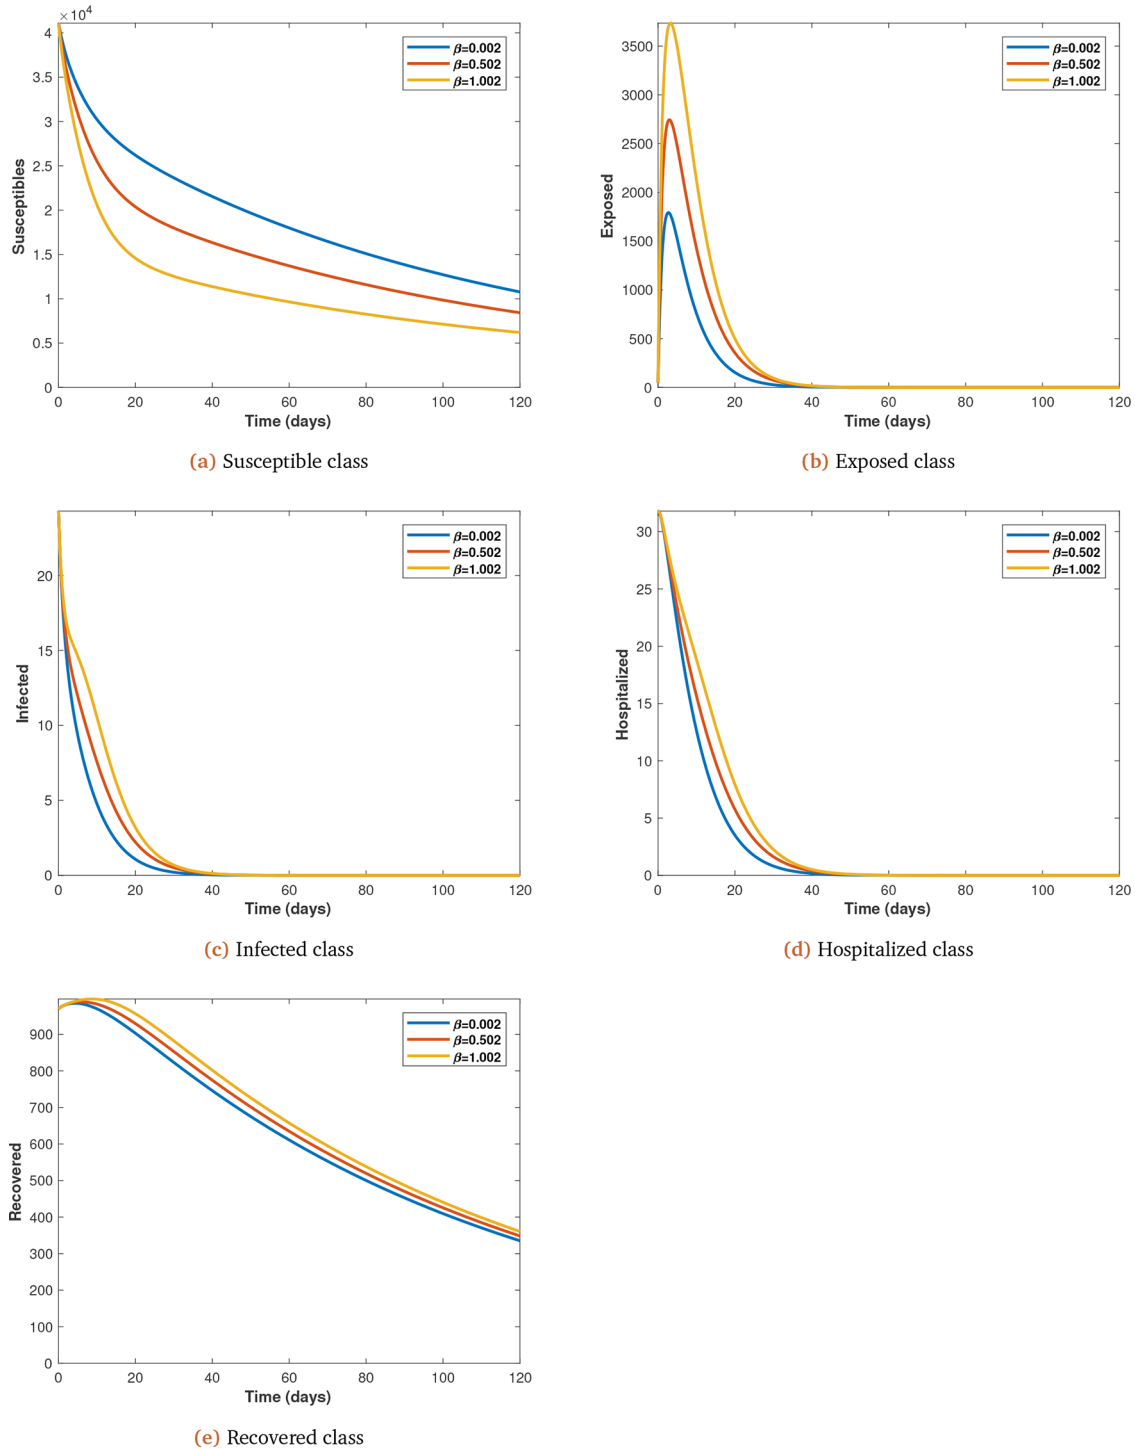 ×10⁴
4
3.5
3
2.5
2
1.5
1
0.5
0
0 20 40 60 80 100 120
Susceptibles
Time (days)
β=0.002
β=0.502
β=1.002
(a) Susceptible class
3500
3000
2500
2000
1500
1000
500
0
0 20 40 60 80 100 120
Exposed
Time (days)
β=0.002
β=0.502
β=1.002
(b) Exposed class
20
15
10
5
0
0 20 40 60 80 100 120
Infected
Time (days)
β=0.002
β=0.502
β=1.002
(c) Infected class
30
25
20
15
10
5
0
0 20 40 60 80 100 120
Hospitalized
Time (days)
β=0.002
β=0.502
β=1.002
(d) Hospitalized class
900
800
700
600
500
400
300
200
100
0
0 20 40 60 80 100 120
Recovered
Time (days)
β=0.002
β=0.502
β=1.002
(e) Recovered class